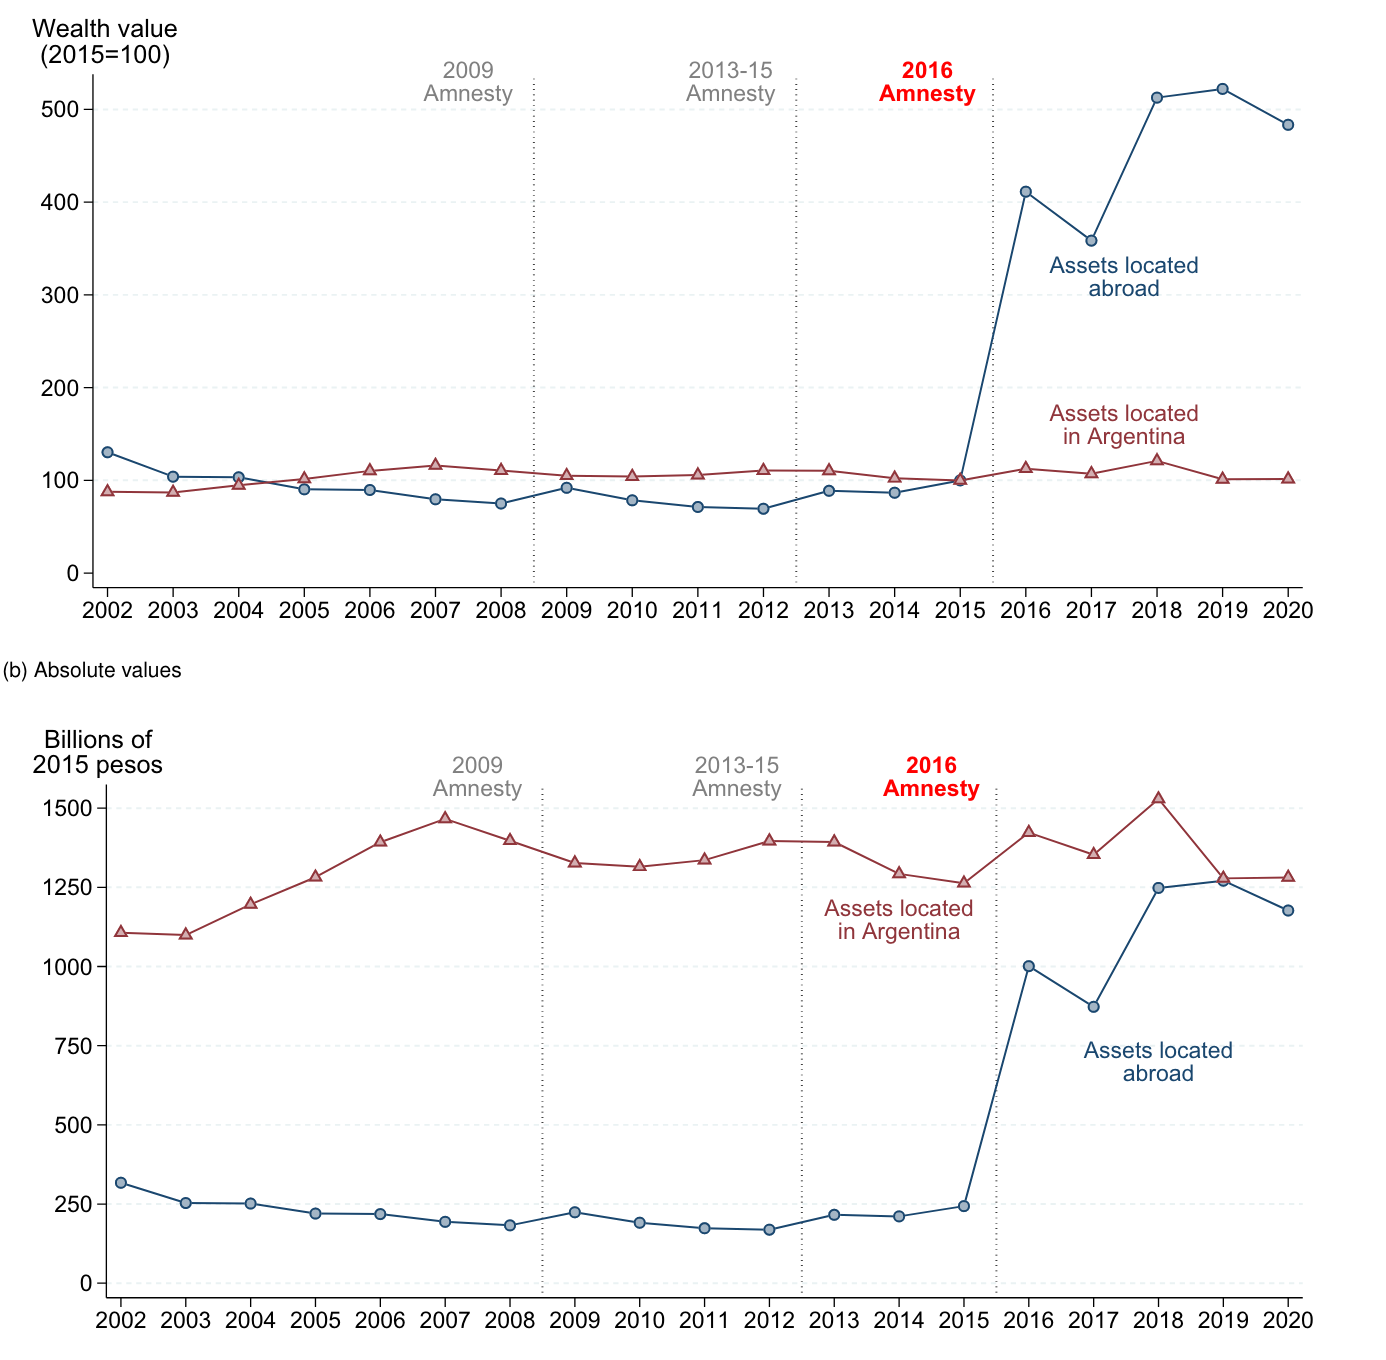 Wealth value
(2015=100)
2009
Amnesty
2013-15
Amnesty
2016
Amnesty
500
400
300
200
100
0
Assets located
abroad
Assets located
in Argentina
2002 2003 2004 2005 2006 2007 2008 2009 2010 2011 2012 2013 2014 2015 2016 2017 2018 2019 2020
(b) Absolute values
Billions of
2015 pesos
2009
Amnesty
2013-15
Amnesty
2016
Amnesty
1500
1250
1000
750
500
250
0
Assets located
in Argentina
Assets located
abroad
2002 2003 2004 2005 2006 2007 2008 2009 2010 2011 2012 2013 2014 2015 2016 2017 2018 2019 2020